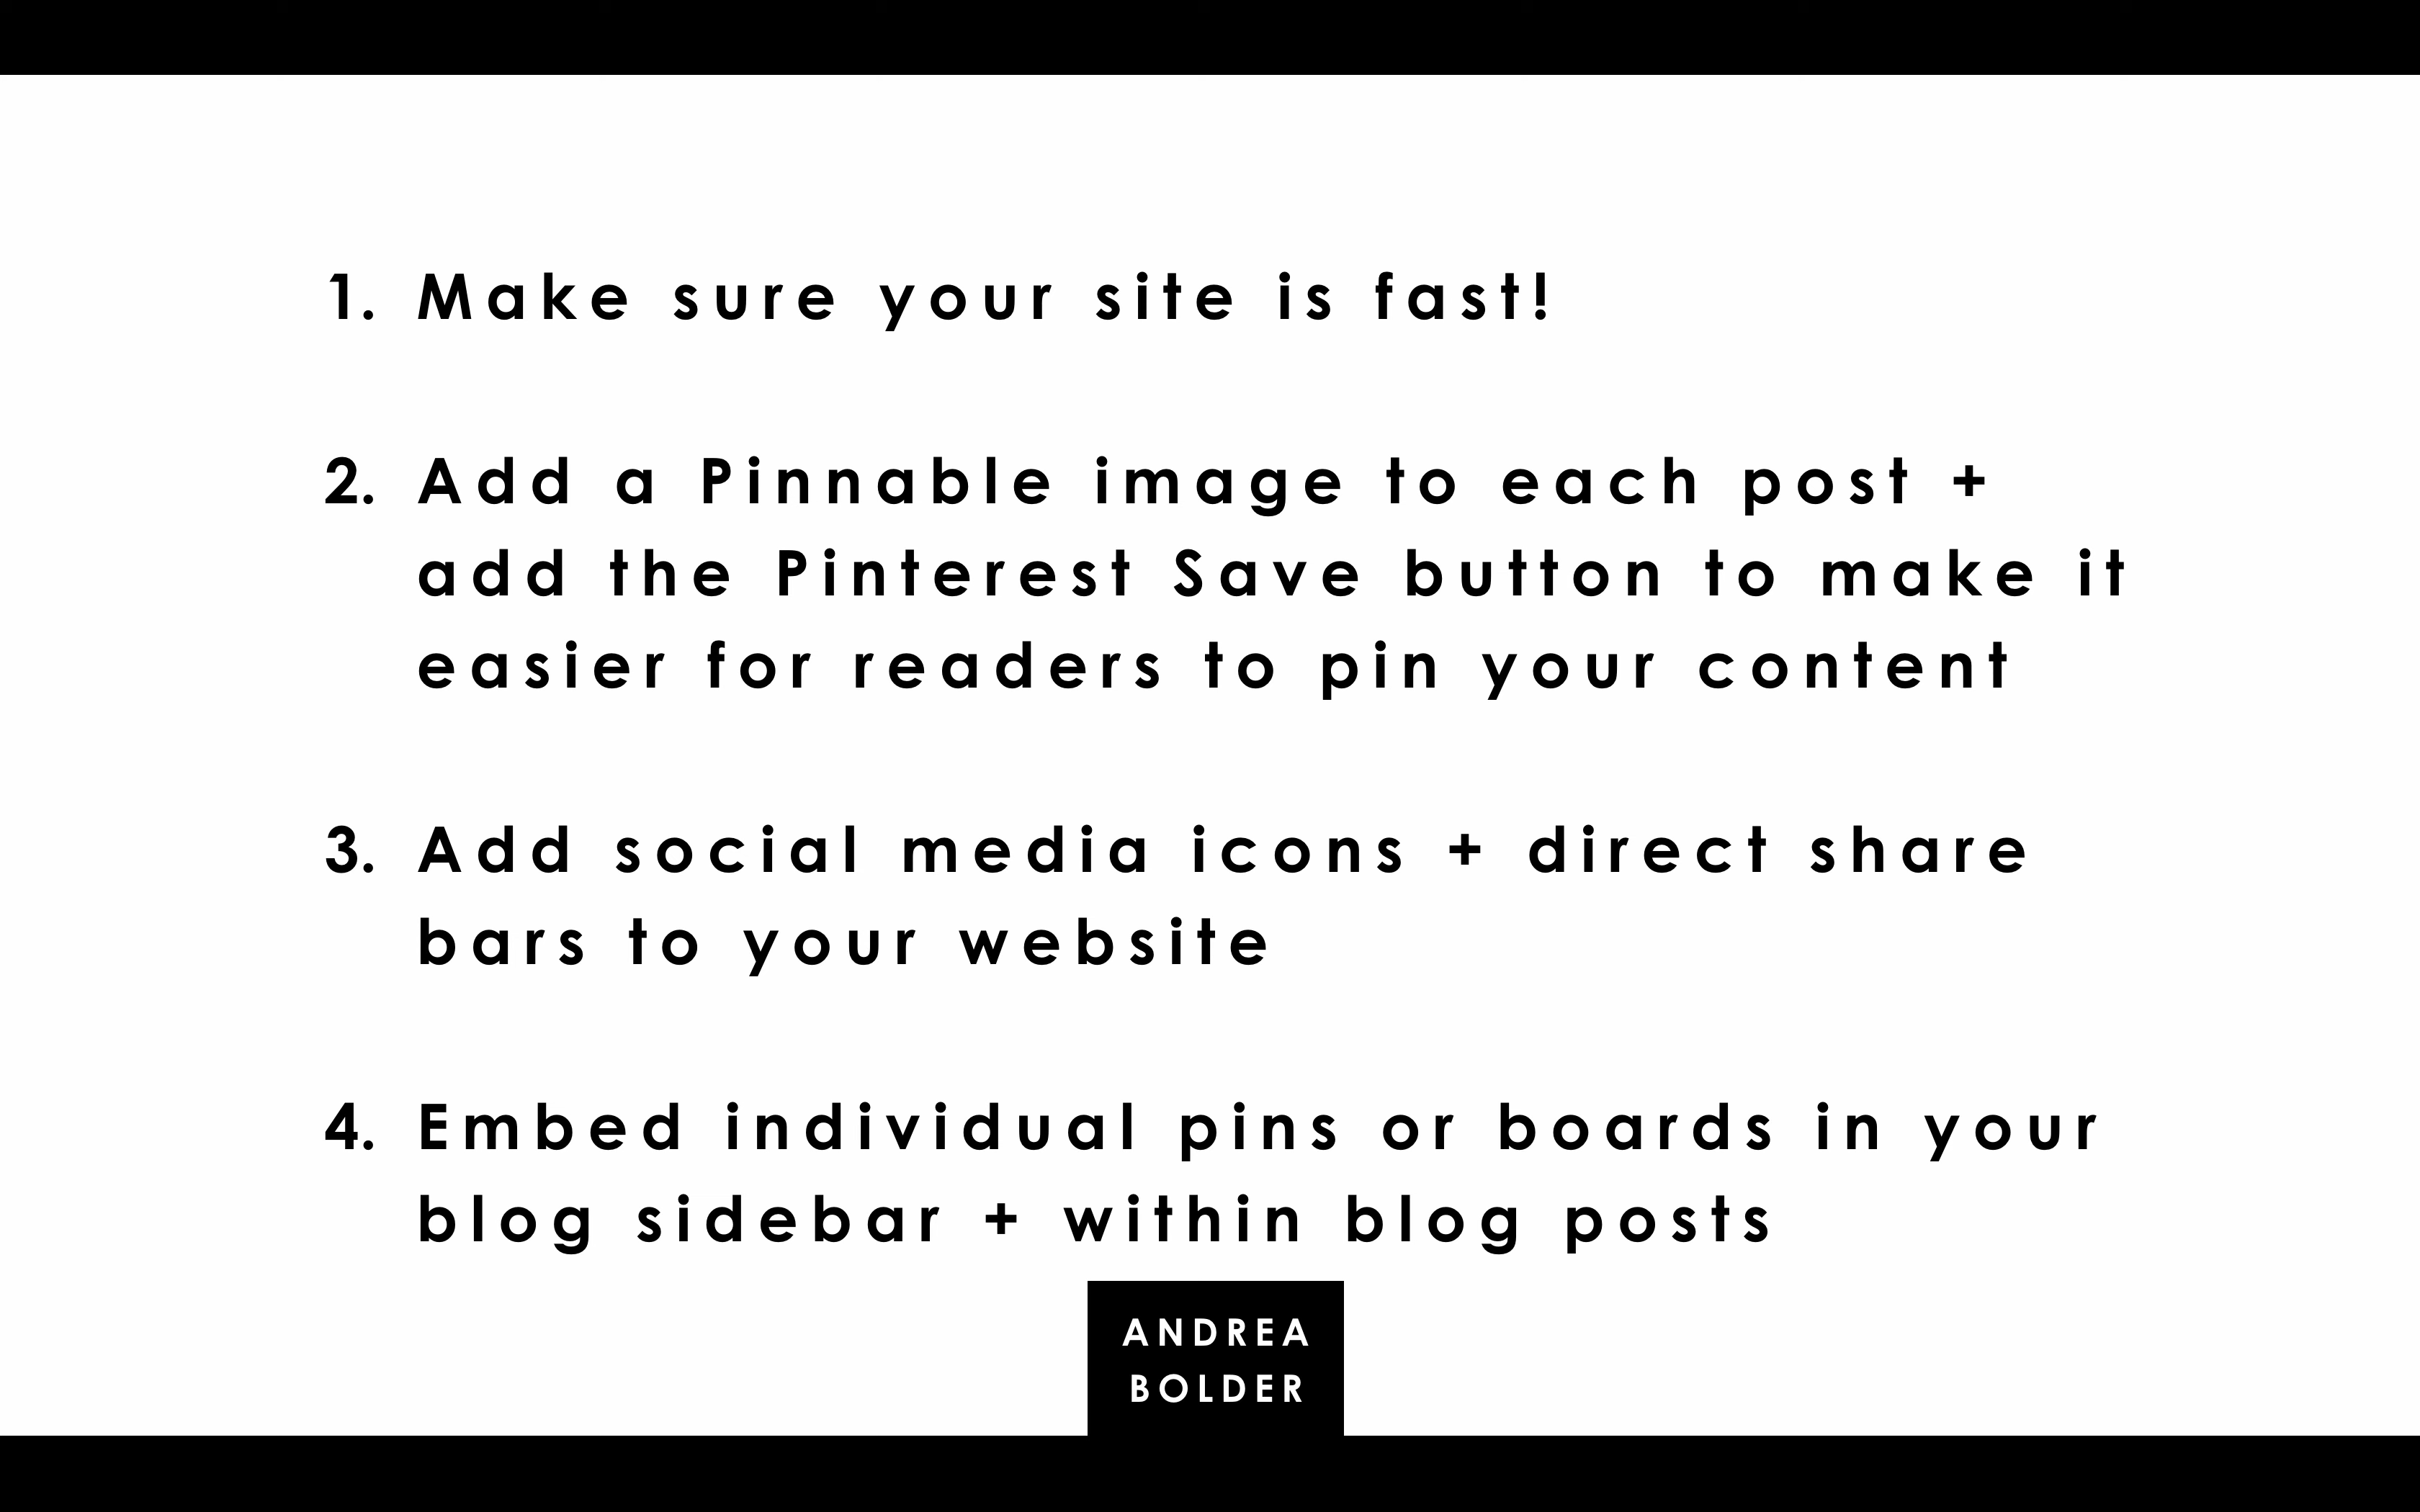 1. Make sure your site is fast!
2. Add a Pinnable image to each post +
add the Pinterest Save button to make it
easier for readers to pin your content
3. Add social media icons + direct share
bars to your website
4. Embed individual pins or boards in your
blog sidebar + within blog posts
ANDREA
BOLDER